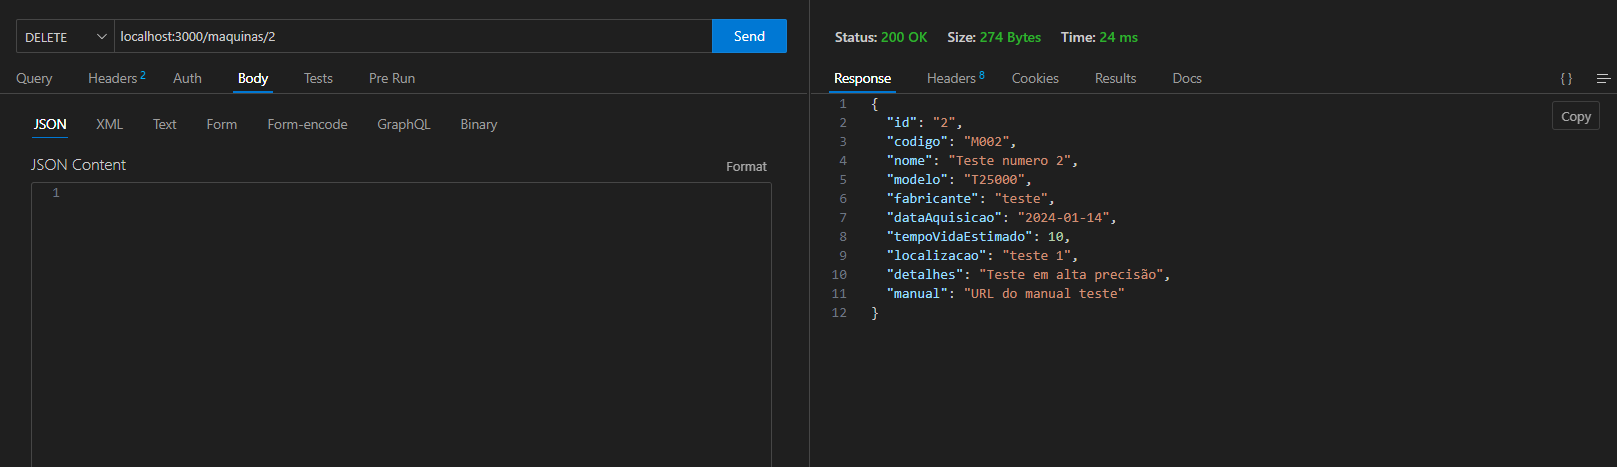 DELETE localhost:3000/maquinas/2 Send
Query Headers 2 Auth Body Tests Pre Run
JSON XML Text Form Form-encode GraphQL Binary
JSON Content Format
1
Status: 200 OK Size: 274 Bytes Time: 24 ms
Response Headers 8 Cookies Results Docs { }
Copy
1 {
2 "id": "2",
3 "codigo": "M002",
4 "nome": "Teste numero 2",
5 "modelo": "T25000",
6 "fabricante": "teste",
7 "dataAquisicao": "2024-01-14",
8 "tempoVidaEstimado": 10,
9 "localizacao": "teste 1",
10 "detalhes": "Teste em alta precisão",
11 "manual": "URL do manual teste"
12 }